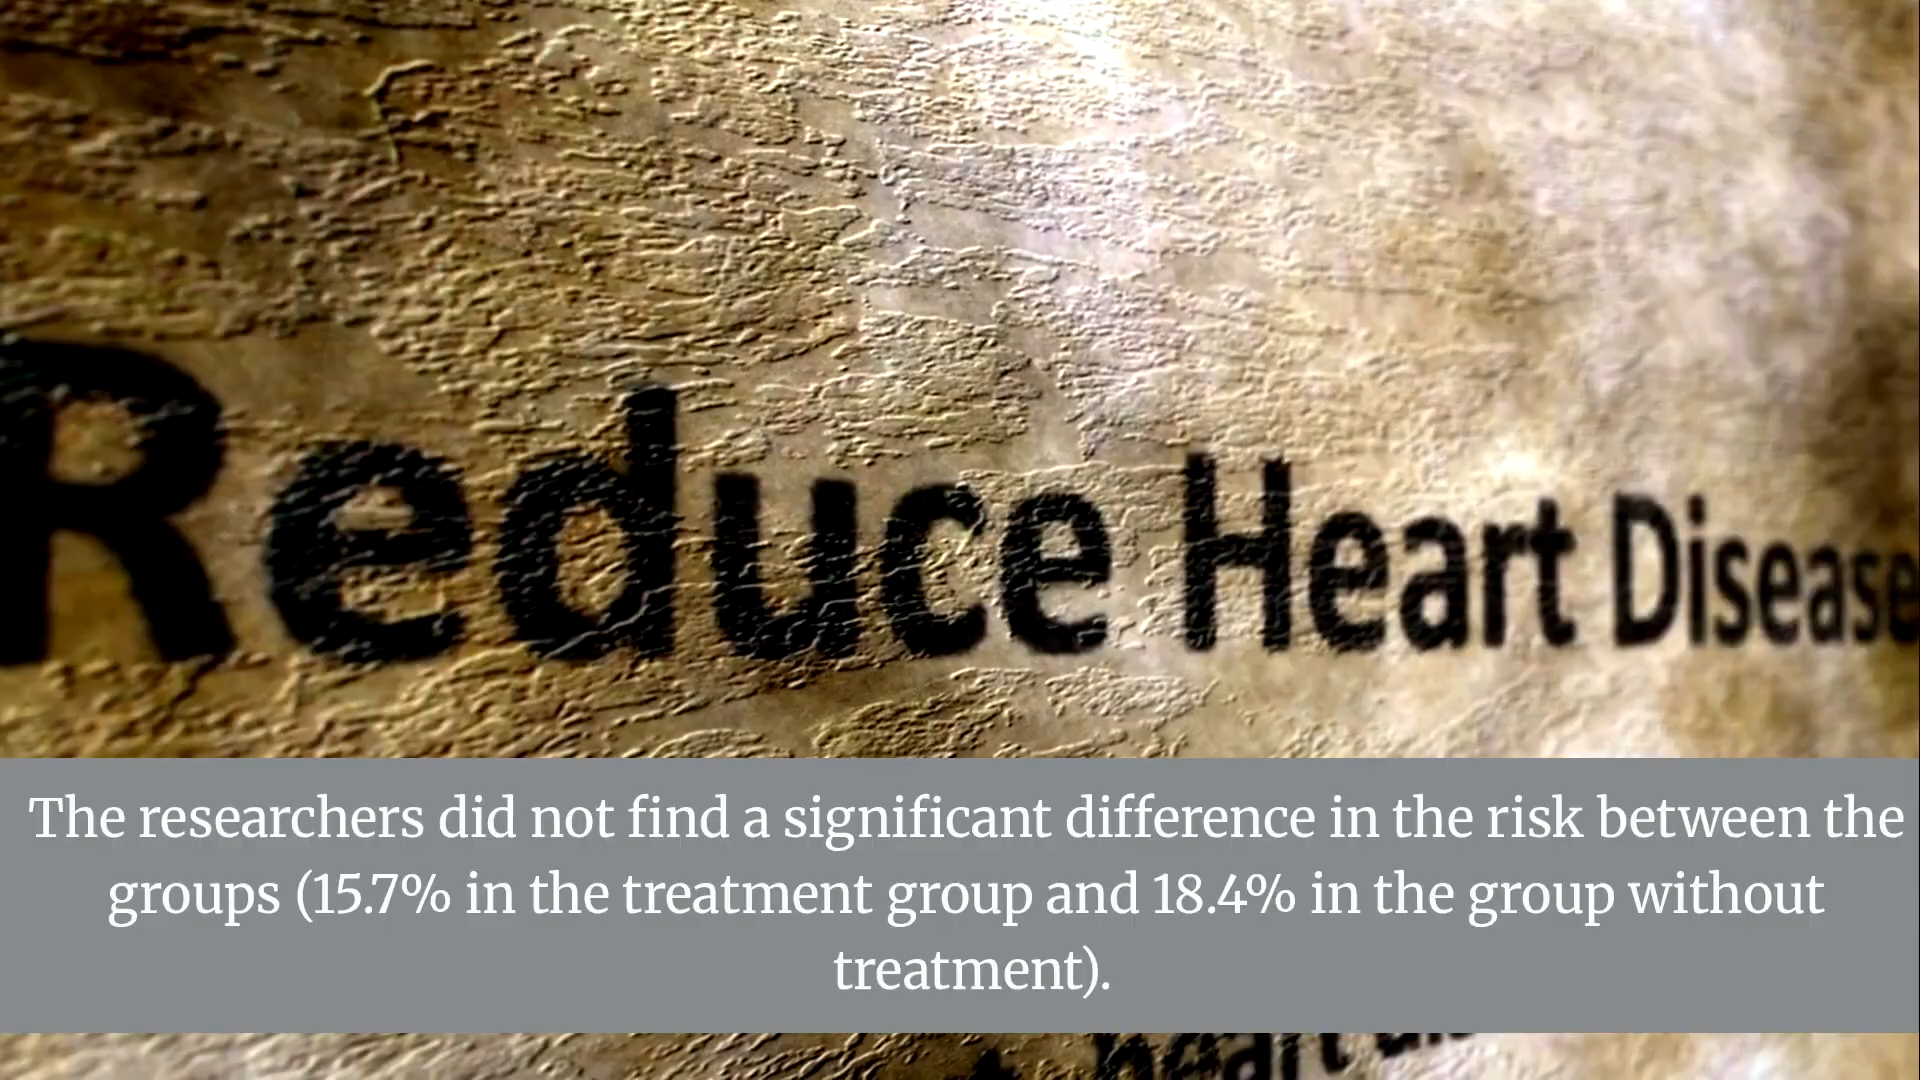 Reduce Heart Disease
The researchers did not find a significant difference in the risk between the
groups (15.7% in the treatment group and 18.4% in the group without
treatment).
heart